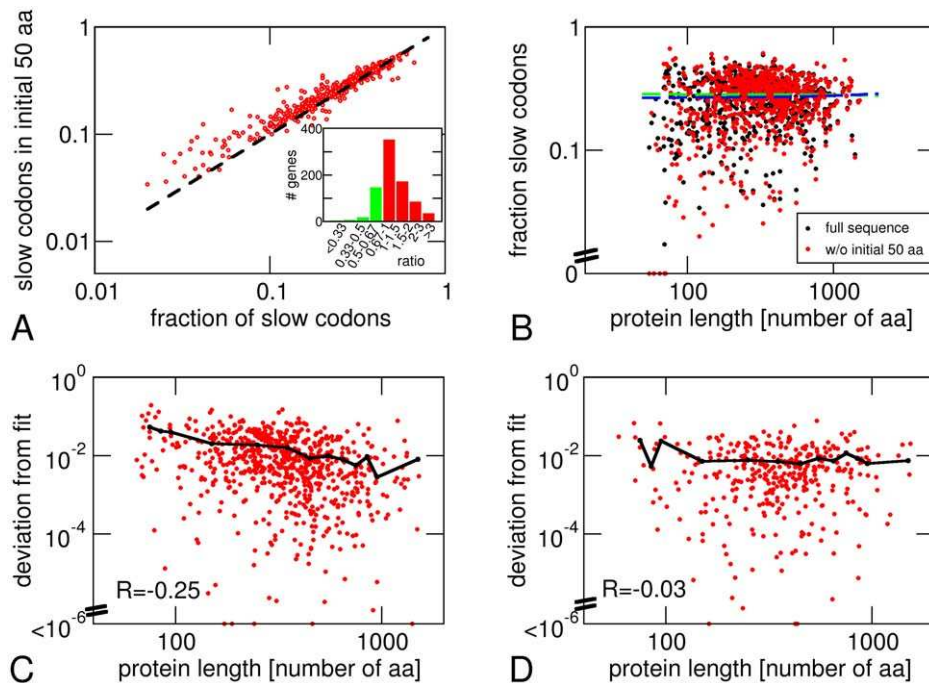 1
0.1
0.01
slow codons in initial 50 aa
0.01
0.1
1
fraction of slow codons
A
400
200
0
# genes
<0.33
0.33-0.5
0.5-0.67
0.67-1
1-1.5
1.5-2
2-3
>3
ratio
1
0.1
0
fraction slow codons
full sequence
w/o initial 50 aa
100
1000
protein length [number of aa]
B
10^0
10^-2
10^-4
<10^-6
deviation from fit
R=-0.25
100
1000
protein length [number of aa]
C
10^0
10^-2
10^-4
<10^-6
deviation from fit
R=-0.03
100
1000
protein length [number of aa]
D